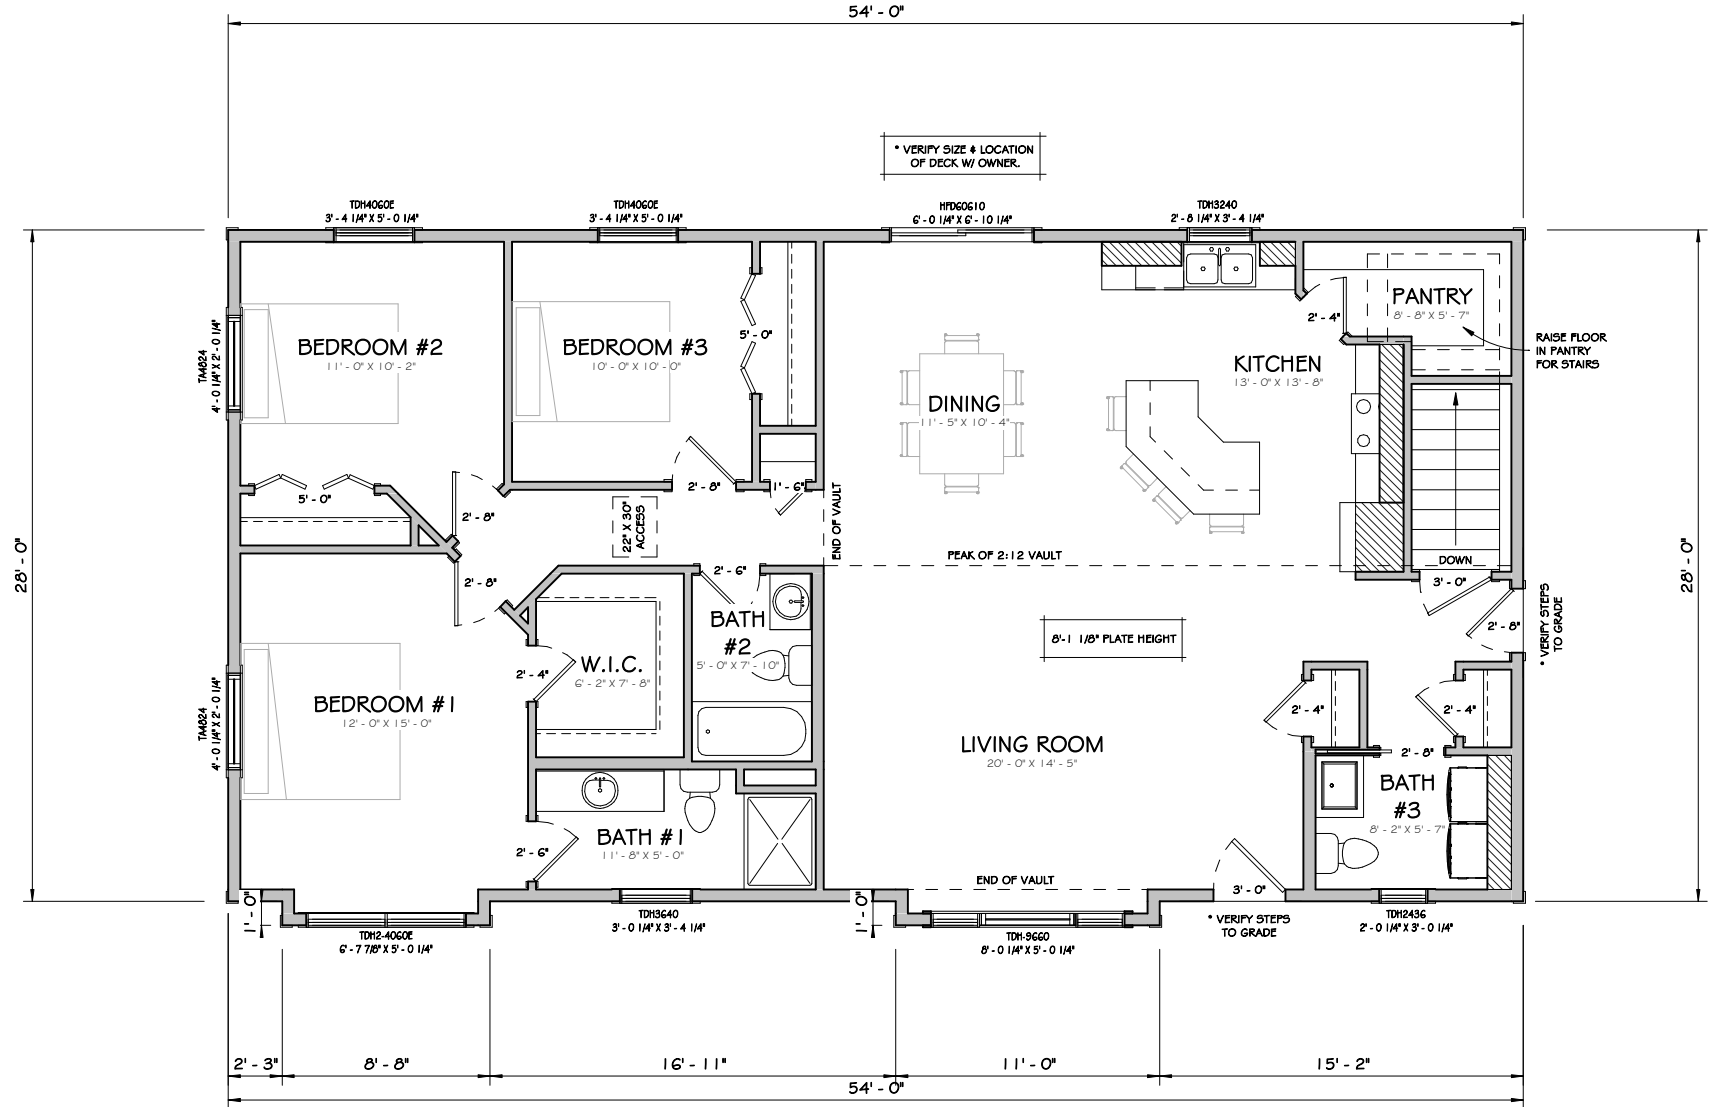 54' - 0"
* VERIFY SIZE & LOCATION
OF DECK W/ OWNER.
TDH4060E
3' - 4 1/4" X 5' - 0 1/4"
TDH4060E
3' - 4 1/4" X 5' - 0 1/4"
HPD60610
6' - 0 1/4" X 6' - 10 1/4"
TDH3240
2' - 8 1/4" X 3' - 4 1/4"
PANTRY
8' - 8" X 5' - 7"
2' - 4"
RAISE FLOOR
IN PANTRY
FOR STAIRS
BEDROOM #2
11' - 0" X 10' - 2"
BEDROOM #3
10' - 0" X 10' - 0"
5' - 0"
TA4824
4' - 0 1/4" X 2' - 0 1/4"
KITCHEN
13' - 0" X 13' - 8"
DINING
11' - 5" X 10' - 4"
5' - 0"
2' - 8"
2' - 8"
1' - 6"
22" X 30"
ACCESS
END OF VAULT
PEAK OF 2:12 VAULT
DOWN
28' - 0"
28' - 0"
2' - 8"
2' - 6"
3' - 0"
2' - 8"
* VERIFY STEPS
TO GRADE
BATH
#2
5' - 0" X 7' - 10"
8'-1 1/8" PLATE HEIGHT
W.I.C.
6' - 2" X 7' - 8"
2' - 4"
BEDROOM #1
12' - 0" X 15' - 0"
TA4824
4' - 0 1/4" X 2' - 0 1/4"
2' - 4"
2' - 4"
LIVING ROOM
20' - 0" X 14' - 5"
2' - 8"
BATH
#3
8' - 2" X 5' - 7"
BATH #1
11' - 8" X 5' - 0"
2' - 6"
END OF VAULT
3' - 0"
1' - 0"
1' - 0"
TDH2-4060E
6' - 7 7/8" X 5' - 0 1/4"
TDH3640
3' - 0 1/4" X 3' - 4 1/4"
TDH-9660
8' - 0 1/4" X 5' - 0 1/4"
* VERIFY STEPS
TO GRADE
TDH2436
2' - 0 1/4" X 3' - 0 1/4"
2' - 3"
8' - 8"
16' - 11"
11' - 0"
15' - 2"
54' - 0"